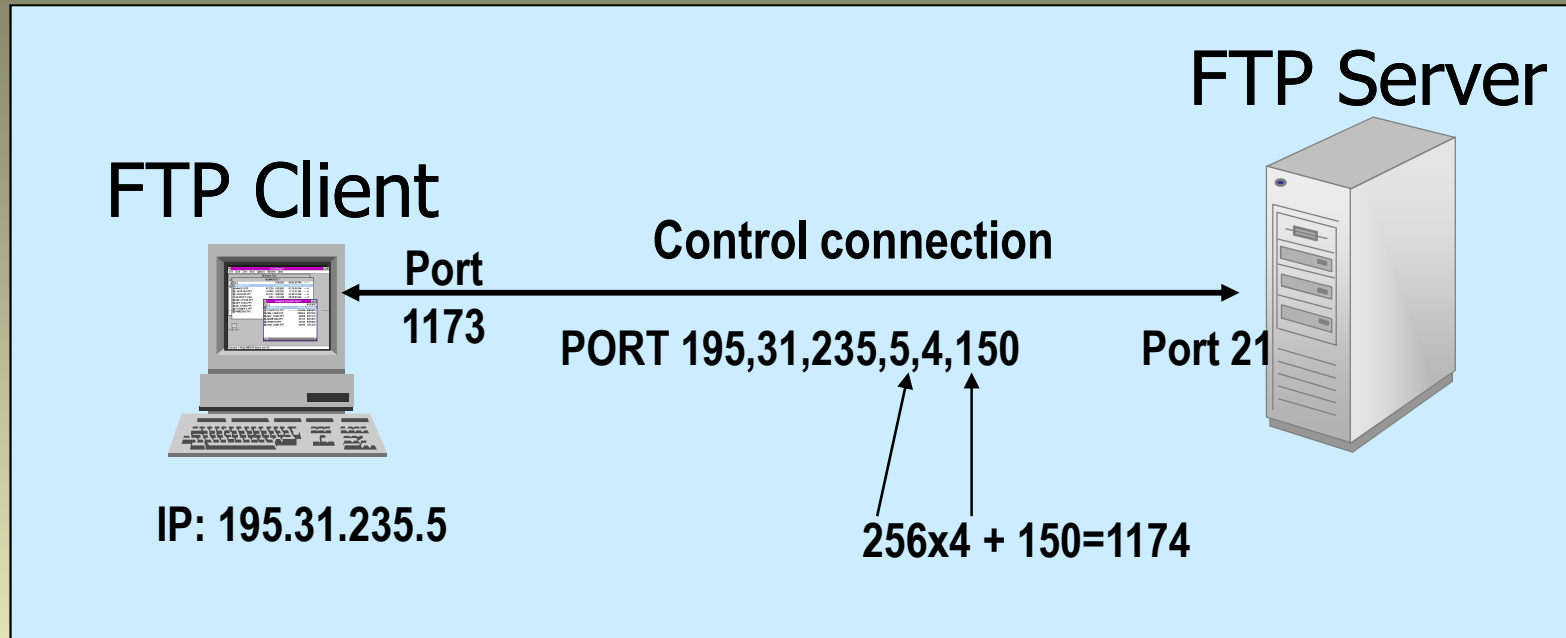 FTP Server
FTP Client
Control connection
Port
1173
PORT 195,31,235,5,4,150
Port 21
IP: 195.31.235.5
256x4 + 150=1174